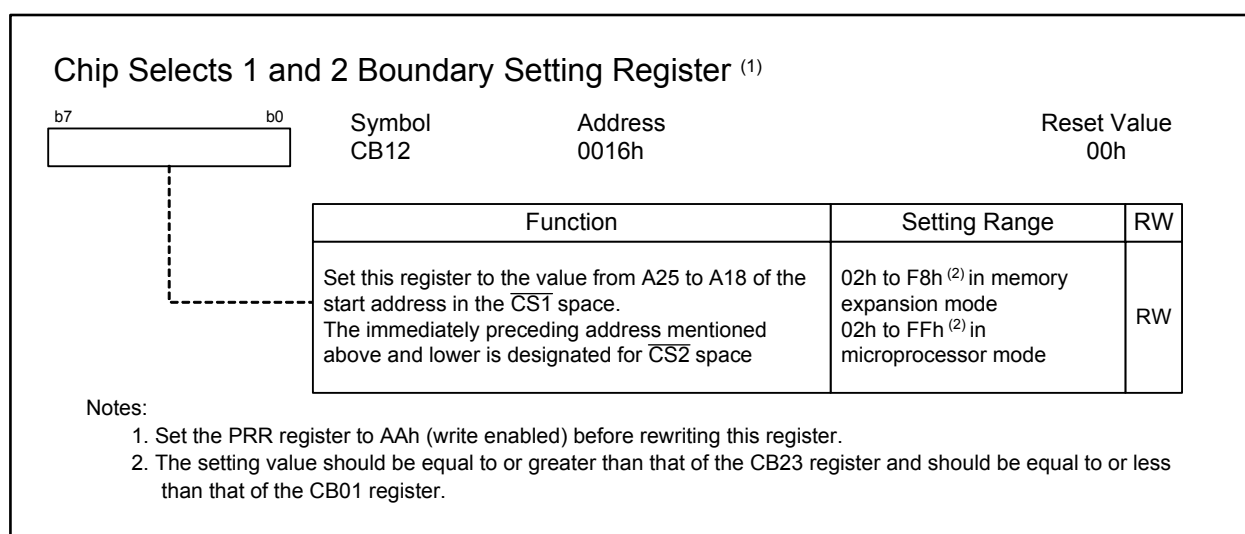 Chip Selects 1 and 2 Boundary Setting Register (1)
b7 b0 Symbol Address Reset Value
CB12 0016h 00h
Function Setting Range RW
Set this register to the value from A25 to A18 of the
start address in the CS1 space.
The immediately preceding address mentioned
above and lower is designated for CS2 space
02h to F8h (2) in memory
expansion mode
02h to FFh (2) in
microprocessor mode
RW
Notes:
1. Set the PRR register to AAh (write enabled) before rewriting this register.
2. The setting value should be equal to or greater than that of the CB23 register and should be equal to or less
than that of the CB01 register.